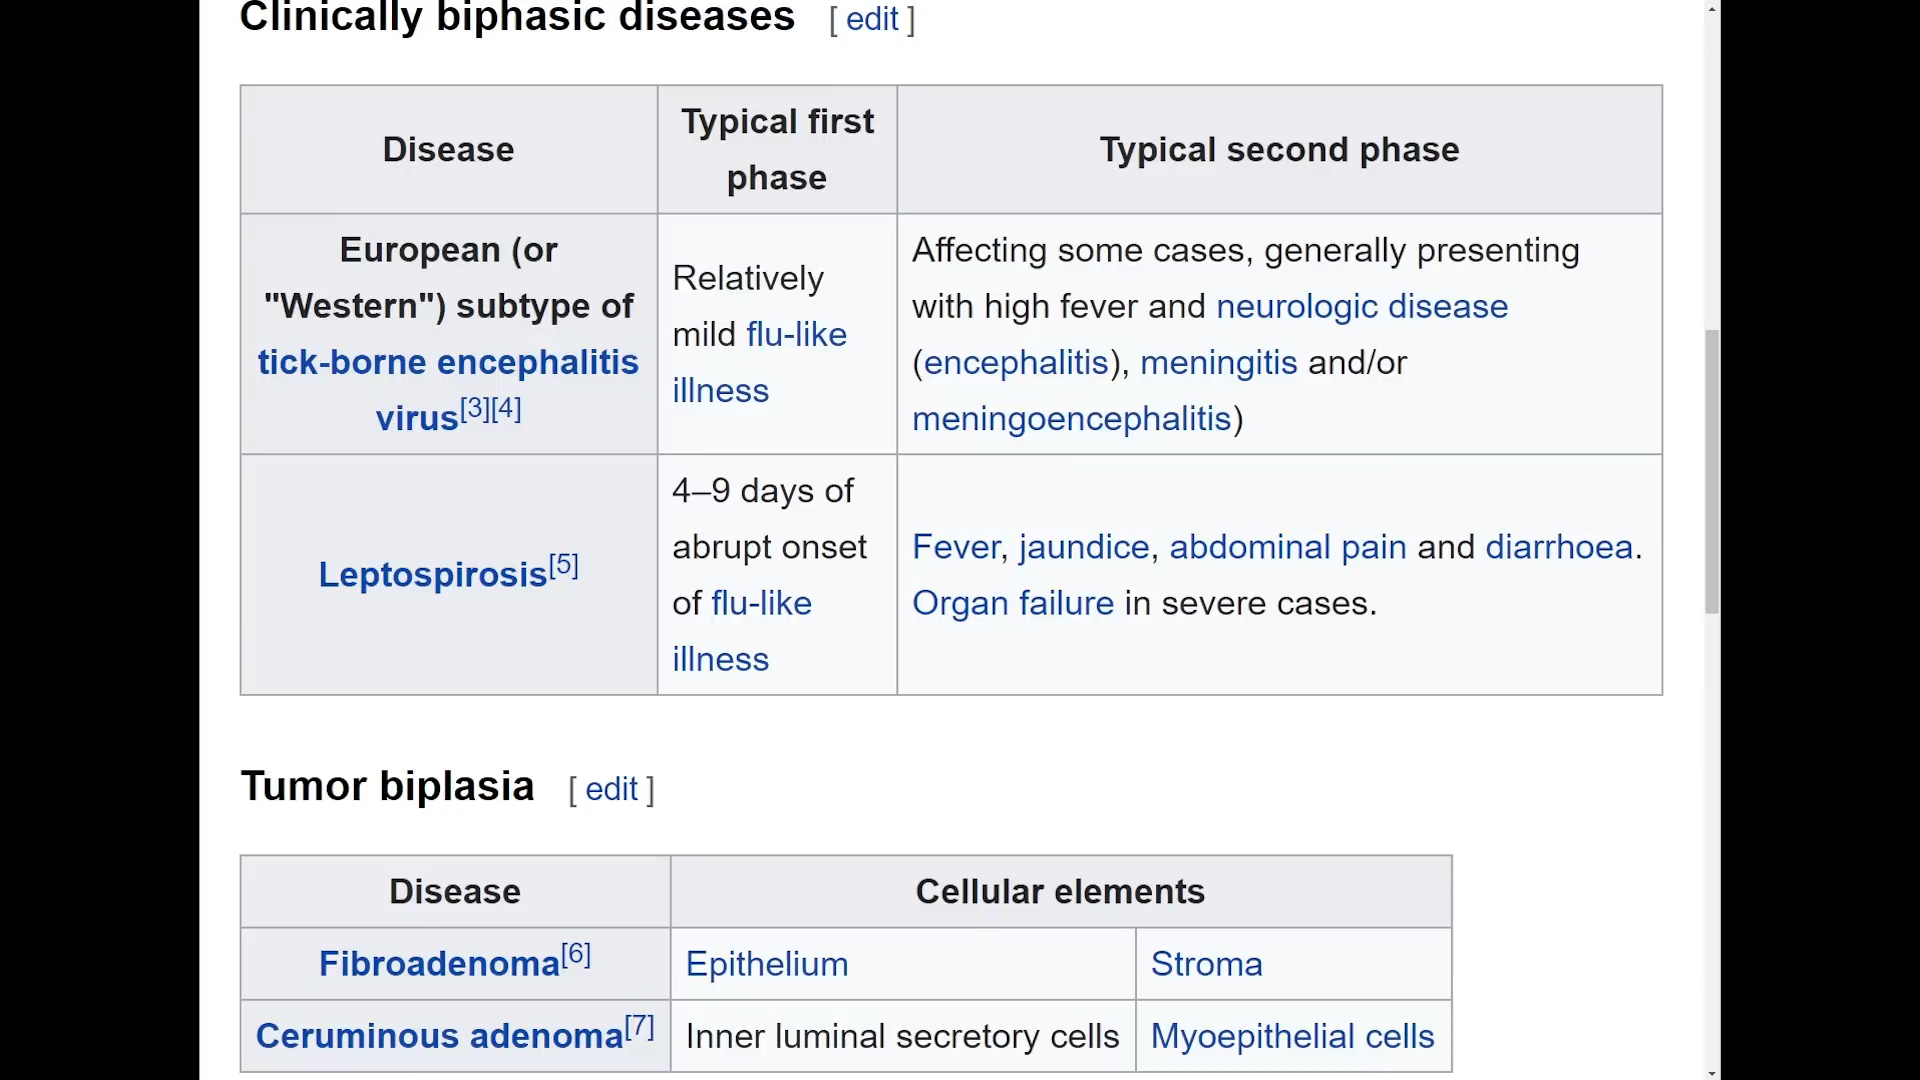 Clinically biphasic diseases [ edit ]
Disease
Typical first
phase
Typical second phase
European (or
"Western") subtype of
tick-borne encephalitis
virus[3][4]
Relatively
mild flu-like
illness
Affecting some cases, generally presenting
with high fever and neurologic disease
(encephalitis), meningitis and/or
meningoencephalitis)
Leptospirosis[5]
4–9 days of
abrupt onset
of flu-like
illness
Fever, jaundice, abdominal pain and diarrhoea.
Organ failure in severe cases.
Tumor biplasia [ edit ]
Disease
Cellular elements
Fibroadenoma[6]
Epithelium
Stroma
Ceruminous adenoma[7]
Inner luminal secretory cells
Myoepithelial cells